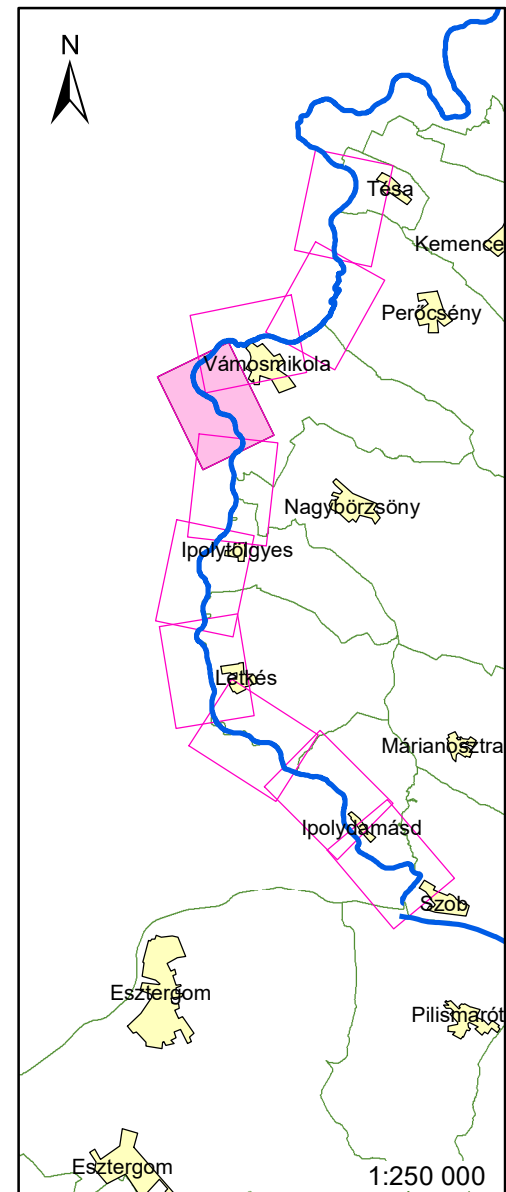 N
Tésa
Kemence
Perőcsény
Vámosmikola
Nagybörzsöny
Ipolytölgyes
Letkés
Márianosztra
Ipolydamásd
Szob
Esztergom
Pilismarót
Esztergom
1:250 000